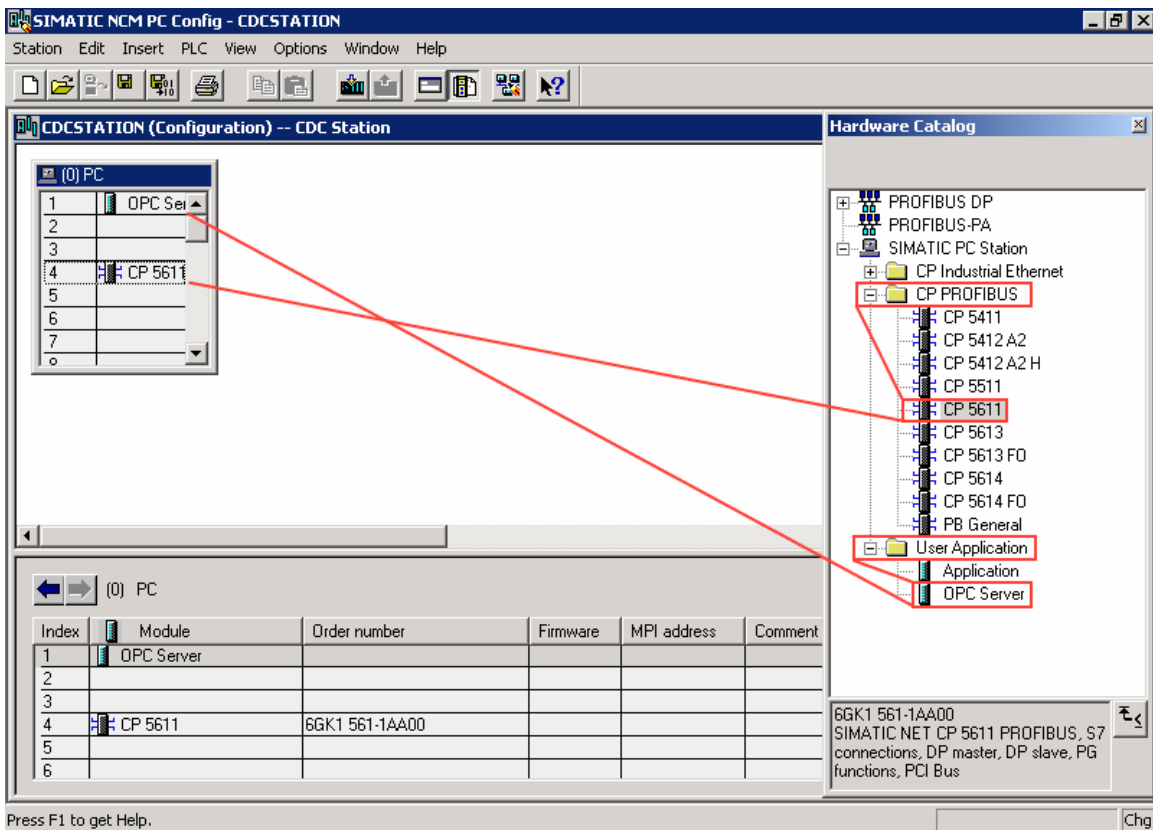 SIMATIC NCM PC Config - CDCSTATION
Station Edit Insert PLC View Options Window Help
CDCSTATION (Configuration) -- CDC Station
(0) PC
1 OPC Ser
2
3
4 CP 5611
5
6
7
Hardware Catalog
PROFIBUS DP
PROFIBUS-PA
SIMATIC PC Station
CP Industrial Ethernet
CP PROFIBUS
CP 5411
CP 5412 A2
CP 5412 A2 H
CP 5511
CP 5611
CP 5613
CP 5613 FO
CP 5614
CP 5614 FO
PB General
User Application
Application
OPC Server
(0) PC
Index Module Order number Firmware MPI address Comment
1 OPC Server
2
3
4 CP 5611 6GK1 561-1AA00
5
6
6GK1 561-1AA00
SIMATIC NET CP 5611 PROFIBUS, S7
connections, DP master, DP slave, PG
functions, PCI Bus
Press F1 to get Help.
Chg